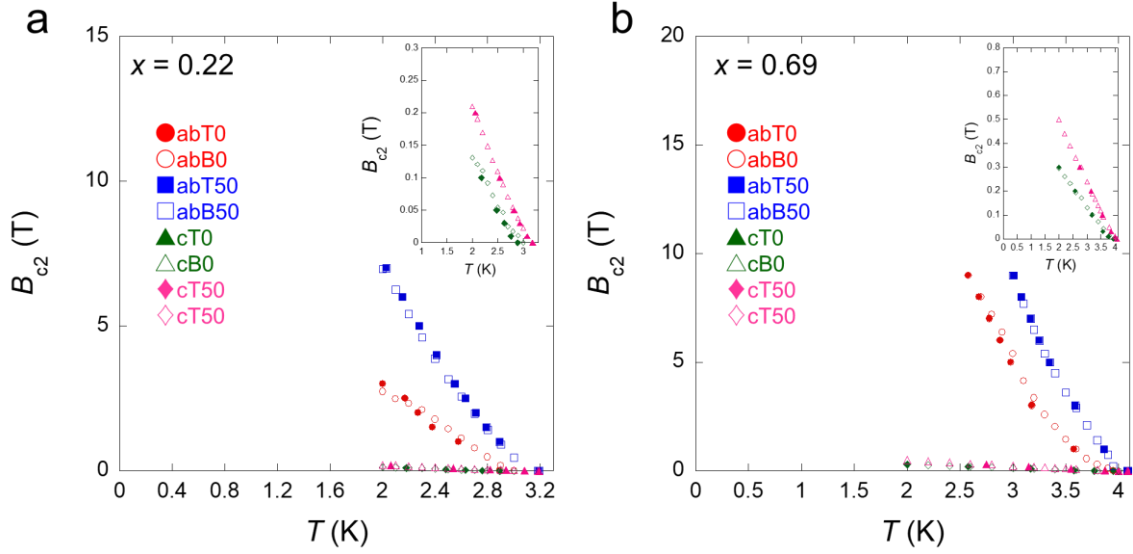 a
x = 0.22
15
10
5
0
B_c2 (T)
abT0
abB0
abT50
abB50
cT0
cB0
cT50
cT50
0 0.4 0.8 1.2 1.6 2 2.4 2.8 3.2
T (K)
0.3
0.25
0.2
0.15
0.1
0.05
0
B_c2 (T)
1 1.5 2 2.5 3
T (K)
b
x = 0.69
20
15
10
5
0
B_c2 (T)
abT0
abB0
abT50
abB50
cT0
cB0
cT50
cT50
0 0.5 1 1.5 2 2.5 3 3.5 4
T (K)
0.8
0.7
0.6
0.5
0.4
0.3
0.2
0.1
0
B_c2 (T)
0 0.5 1 1.5 2 2.5 3 3.5 4
T (K)